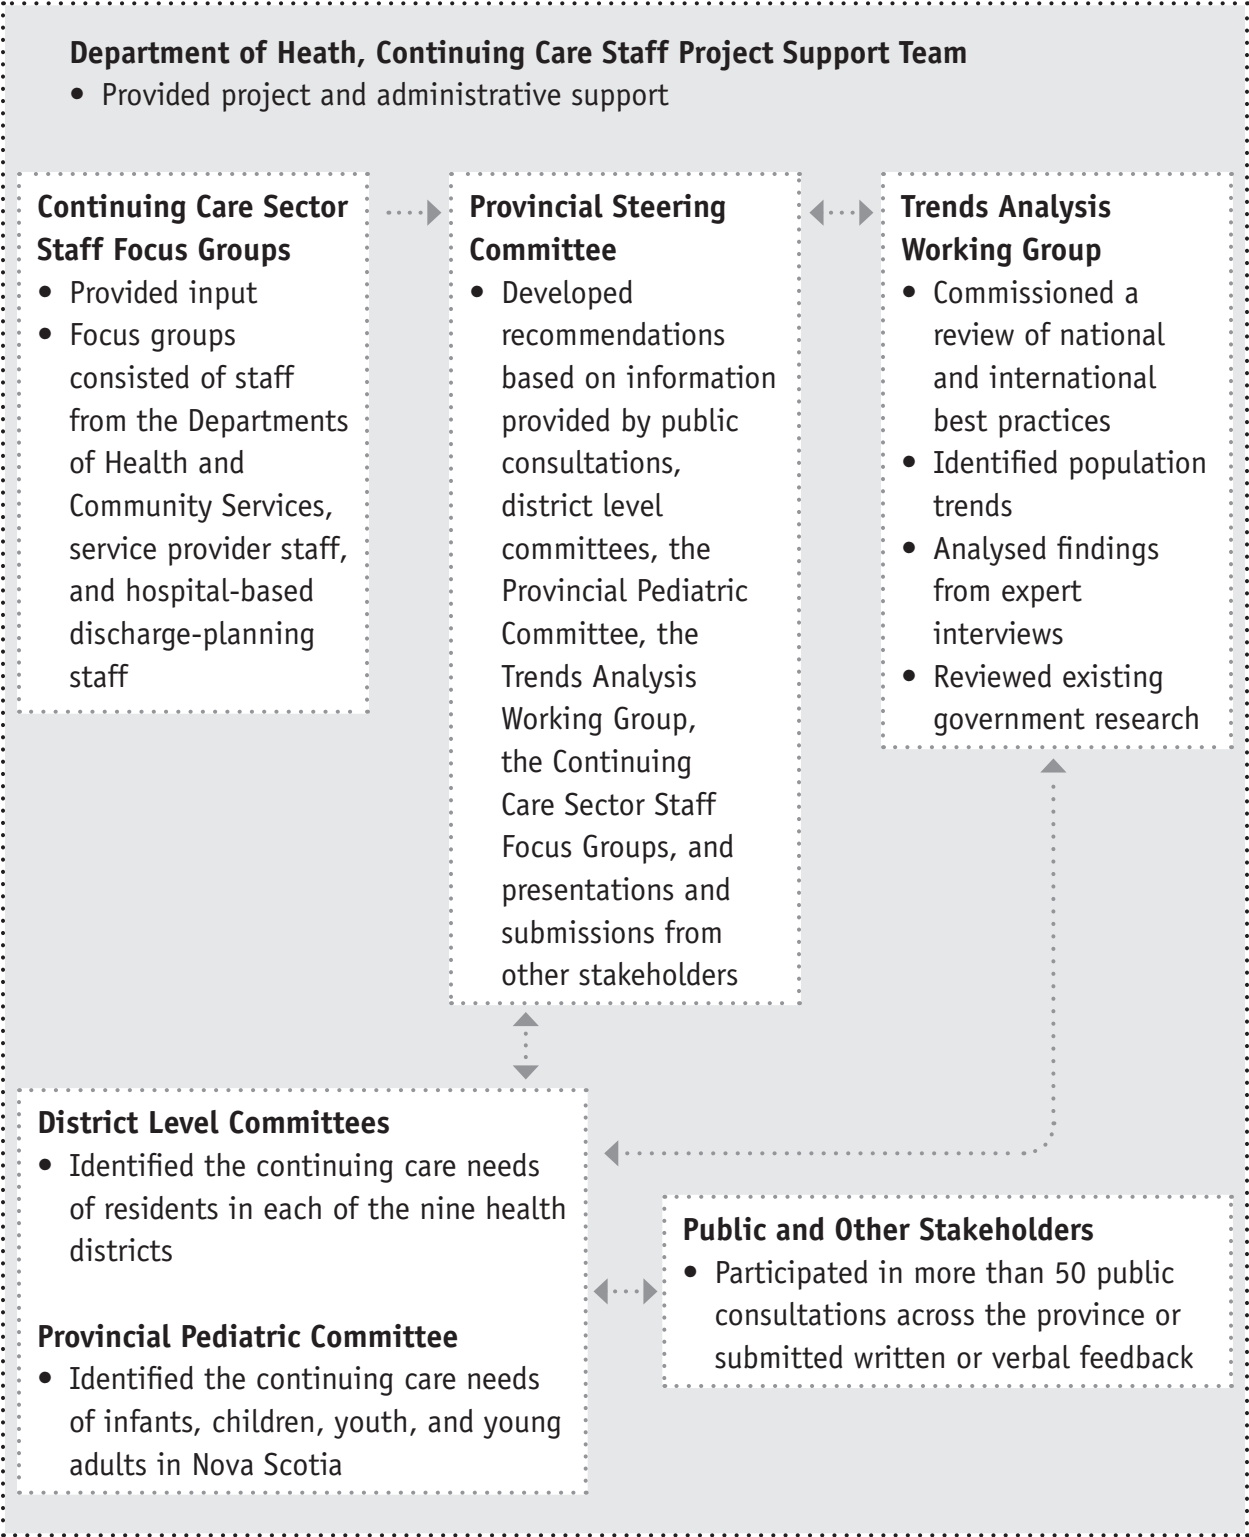 Department of Heath, Continuing Care Staff Project Support Team
• Provided project and administrative support
Continuing Care Sector
Staff Focus Groups
• Provided input
• Focus groups
consisted of staff
from the Departments
of Health and
Community Services,
service provider staff,
and hospital-based
discharge-planning
staff
Provincial Steering
Committee
• Developed
recommendations
based on information
provided by public
consultations,
district level
committees, the
Provincial Pediatric
Committee, the
Trends Analysis
Working Group,
the Continuing
Care Sector Staff
Focus Groups, and
presentations and
submissions from
other stakeholders
Trends Analysis
Working Group
• Commissioned a
review of national
and international
best practices
• Identified population
trends
• Analysed findings
from expert
interviews
• Reviewed existing
government research
District Level Committees
• Identified the continuing care needs
of residents in each of the nine health
districts
Provincial Pediatric Committee
• Identified the continuing care needs
of infants, children, youth, and young
adults in Nova Scotia
Public and Other Stakeholders
• Participated in more than 50 public
consultations across the province or
submitted written or verbal feedback